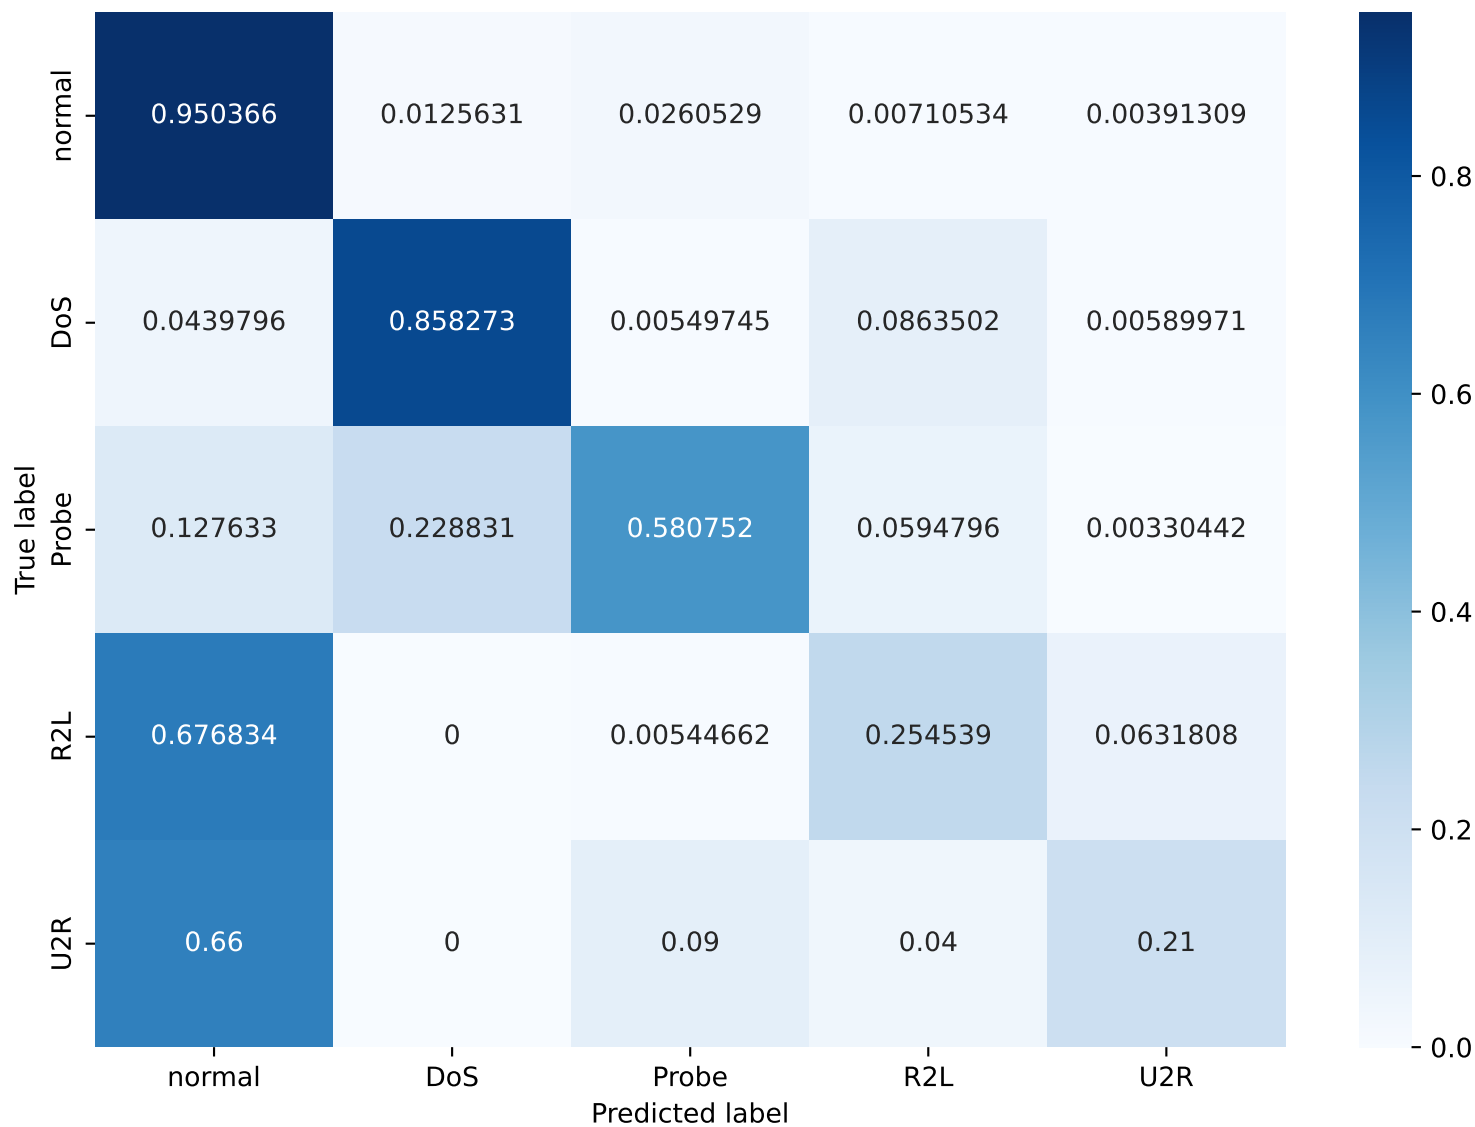 True label
normal 0.950366 0.0125631 0.0260529 0.00710534 0.00391309
DoS 0.0439796 0.858273 0.00549745 0.0863502 0.00589971
Probe 0.127633 0.228831 0.580752 0.0594796 0.00330442
R2L 0.676834 0 0.00544662 0.254539 0.0631808
U2R 0.66 0 0.09 0.04 0.21
normal DoS Probe R2L U2R
Predicted label
0.8
0.6
0.4
0.2
0.0